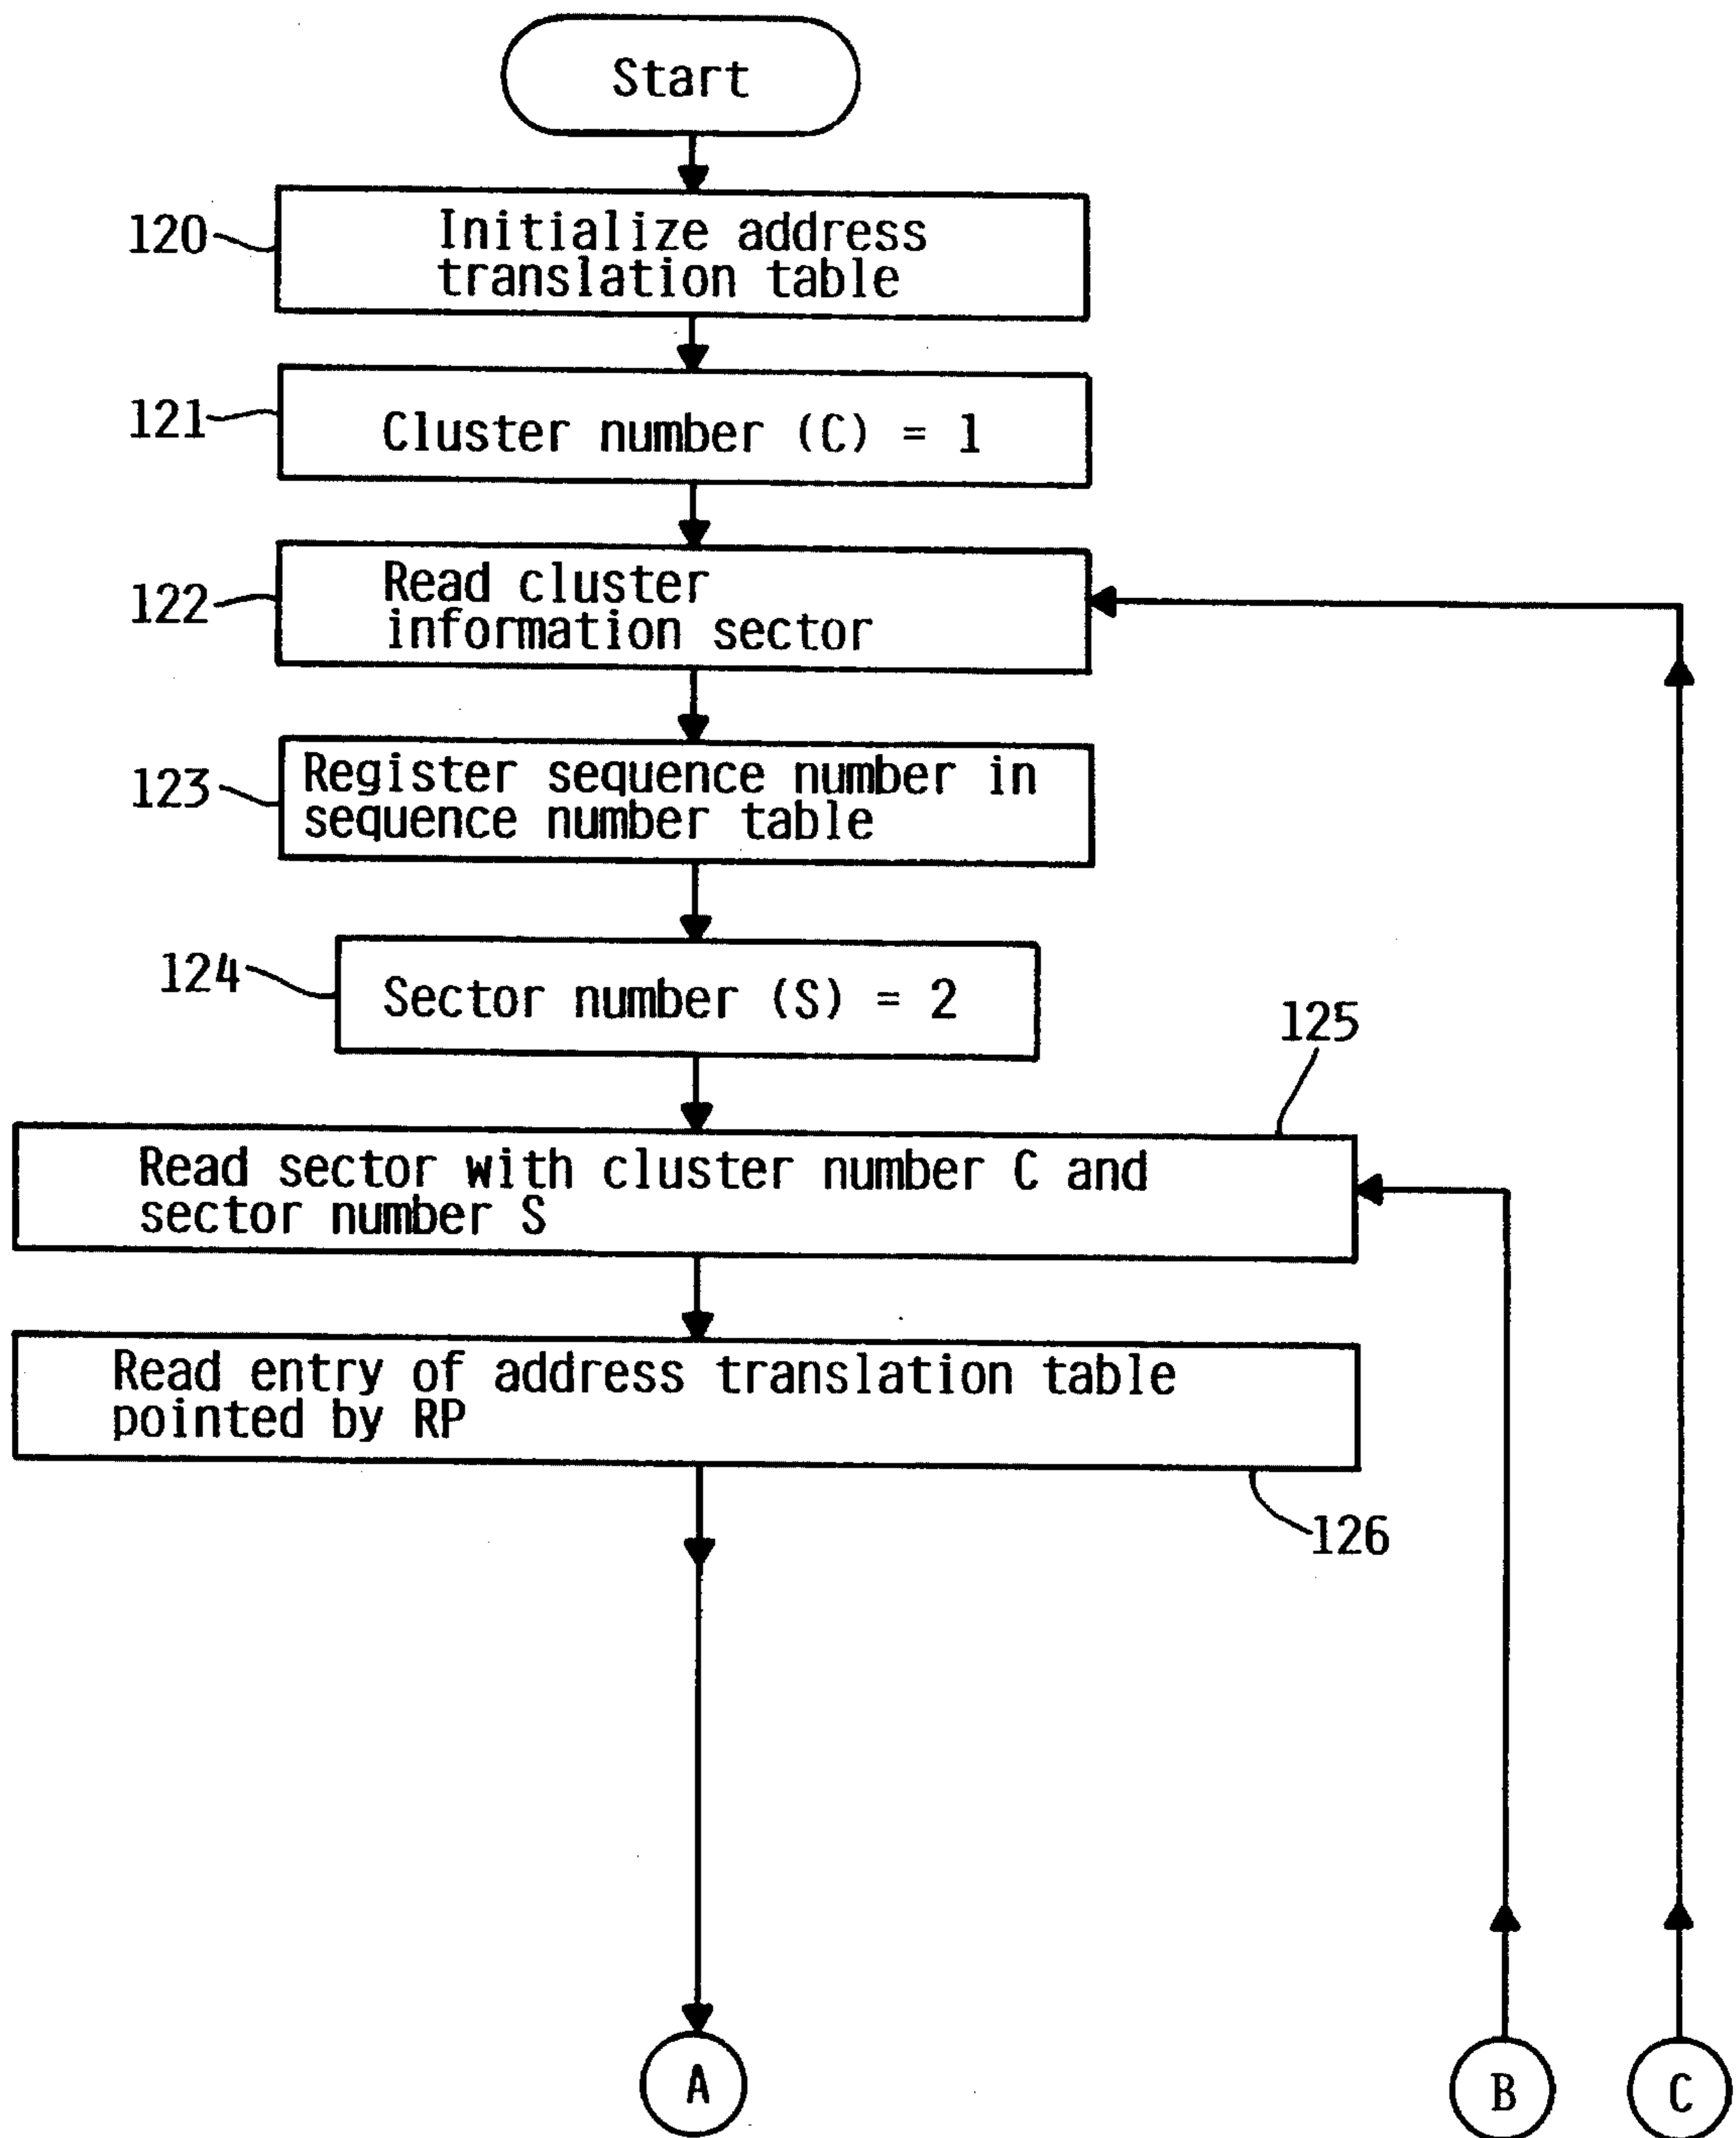 Start
120
Initialize address
translation table
121
Cluster number (C) = 1
122
Read cluster
information sector
123
Register sequence number in
sequence number table
124
Sector number (S) = 2
125
Read sector with cluster number C and
sector number S
Read entry of address translation table
pointed by RP
126
A
B
C